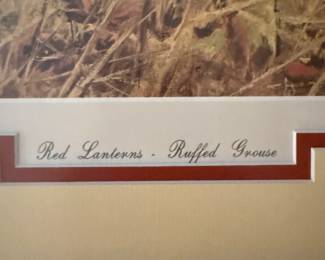 Red Lanterns - Ruffed Grouse